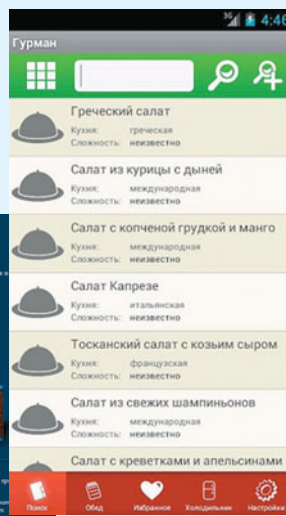 3G 4:46
Гурман
Греческий салат
Кухня: греческая
Сложность: неизвестно
Салат из курицы с дыней
Кухня: международная
Сложность: неизвестно
Салат с копченой грудкой и манго
Кухня: международная
Сложность: неизвестно
Салат Капрезе
Кухня: итальянская
Сложность: неизвестно
Тосканский салат с козьим сыром
Кухня: французская
Сложность: неизвестно
Салат из свежих шампиньонов
Кухня: международная
Сложность: неизвестно
Салат с креветками и апельсинами
Поиск Обед Избранное Холодильник Настройки